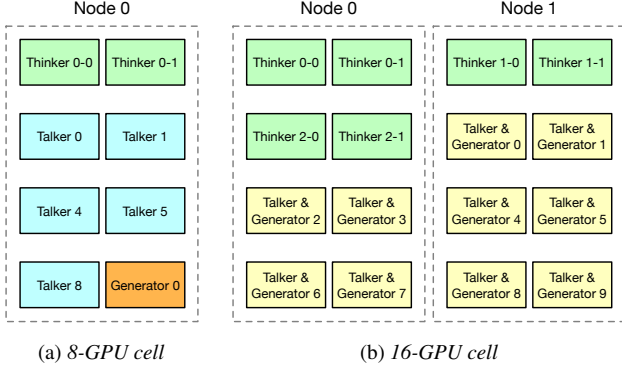 Node 0
Thinker 0-0 Thinker 0-1
Talker 0 Talker 1
Talker 4 Talker 5
Talker 8 Generator 0
(a) 8-GPU cell
Node 0 Node 1
Thinker 0-0 Thinker 0-1 Thinker 1-0 Thinker 1-1
Thinker 2-0 Thinker 2-1
Talker & Generator 0
Talker & Generator 1
Talker & Generator 2
Talker & Generator 3
Talker & Generator 4
Talker & Generator 5
Talker & Generator 6
Talker & Generator 7
Talker & Generator 8
Talker & Generator 9
(b) 16-GPU cell